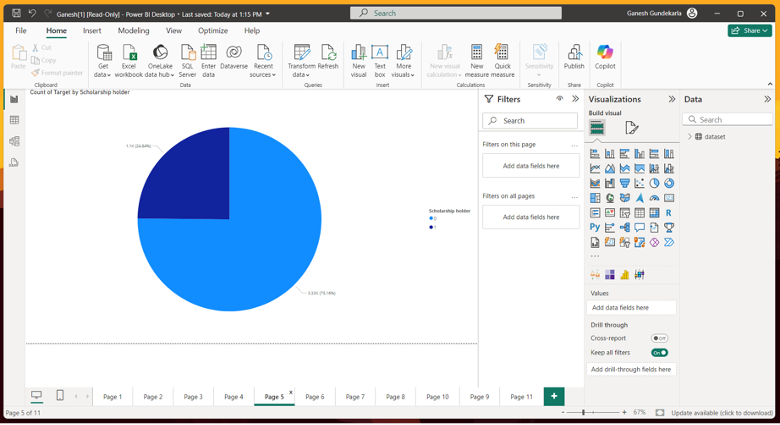 Ganesh[1] [Read-Only] - Power BI Desktop • Last saved: Today at 1:15 PM
Search
Ganesh Gundekarla
File Home Insert Modeling View Optimize Help
Share
Paste
Cut
Copy
Format painter
Get data
Excel workbook
OneLake data hub
SQL Server
Enter data
Dataverse
Recent sources
Transform data
Refresh
New visual
Text box
More visuals
New visual calculation
New measure
Quick measure
Sensitivity
Publish
Copilot
Clipboard
Data
Queries
Insert
Calculations
Sensitivity
Share
Copilot
Count of Target by Scholarship holder
Scholarship holder
0
1
Filters
Search
Filters on this page
Add data fields here
Filters on all pages
Add data fields here
Visualizations
Build visual
R
Py
Values
Add data fields here
Drill through
Cross-report
Off
Keep all filters
On
Add drill-through fields here
Data
Search
dataset
Page 1
Page 2
Page 3
Page 4
Page 5
Page 6
Page 7
Page 8
Page 10
Page 9
Page 11
Page 5 of 11
67%
Update available (click to download)